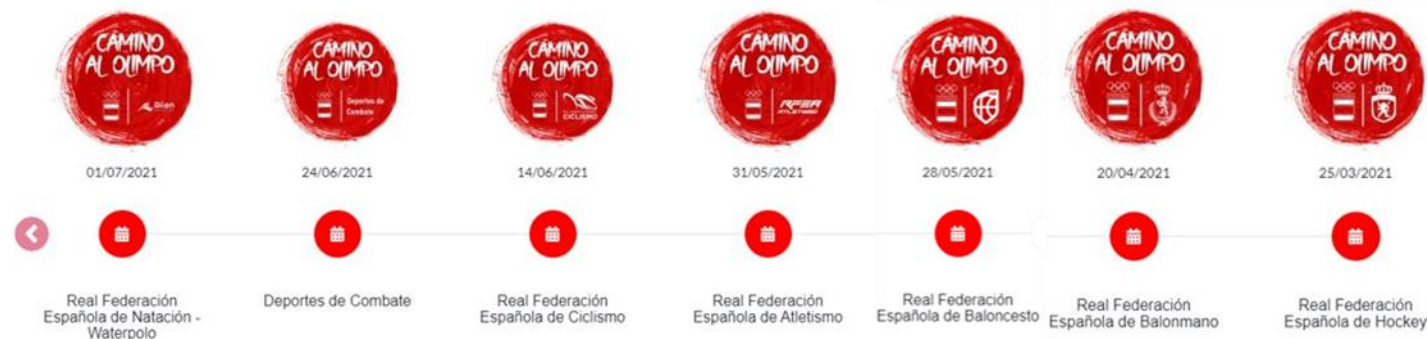 CAMINO
AL OLIMPO
CAMINO
AL OLIMPO
Deportes de
Combate
CAMINO
AL OLIMPO
CICLISMO
CAMINO
AL OLIMPO
RFEA
ATLETISMO
CAMINO
AL OLIMPO
CAMINO
AL OLIMPO
CAMINO
AL OLIMPO
01/07/2021
24/06/2021
14/06/2021
31/05/2021
28/05/2021
20/04/2021
25/03/2021
Real Federación
Española de Natación -
Waterpolo
Deportes de Combate
Real Federación
Española de Ciclismo
Real Federación
Española de Atletismo
Real Federación
Española de Baloncesto
Real Federación
Española de Balonmano
Real Federación
Española de Hockey